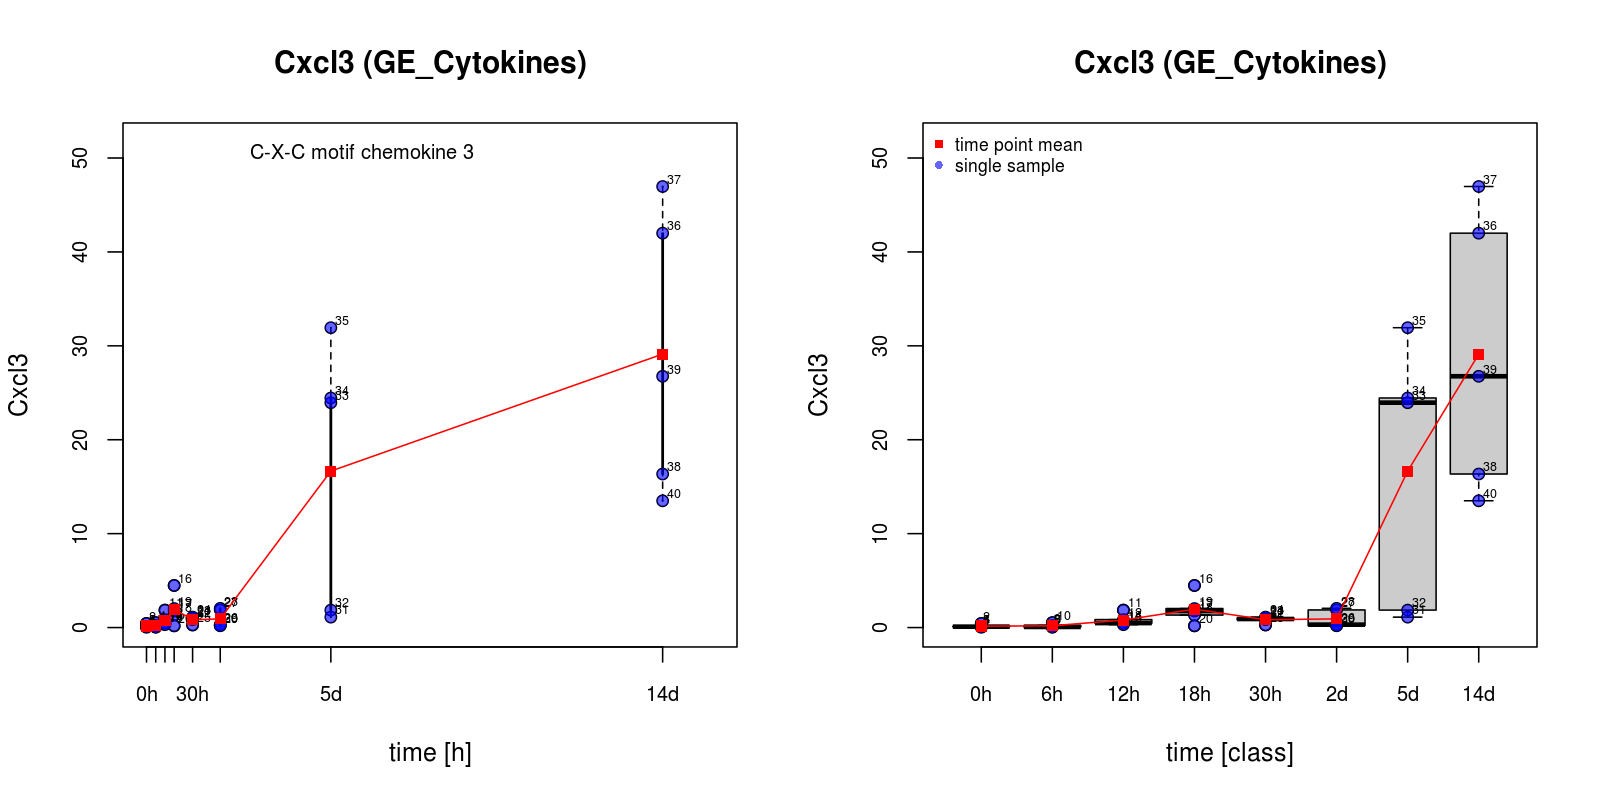 Cxcl3 (GE_Cytokines)
C-X-C motif chemokine 3
Cxcl3
50
40
30
20
10
0
37
36
35
34
33
39
38
40
32
31
16
0h
30h
5d
14d
time [h]
Cxcl3 (GE_Cytokines)
time point mean
single sample
Cxcl3
50
40
30
20
10
0
37
36
35
34
33
39
38
40
32
31
16
11
10
20
0h
6h
12h
18h
30h
2d
5d
14d
time [class]